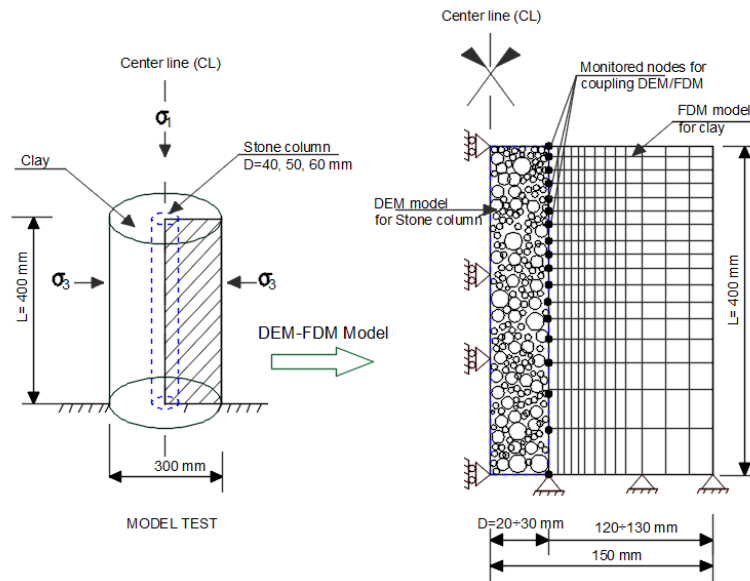 Center line (CL)
σ1
Clay
Stone column
D=40, 50, 60 mm
σ3
σ3
L= 400 mm
300 mm
MODEL TEST
DEM-FDM Model
Center line (CL)
Monitored nodes for
coupling DEM/FDM
FDM model
for clay
DEM model
for Stone column
L= 400 mm
D=20÷30 mm
120÷130 mm
150 mm